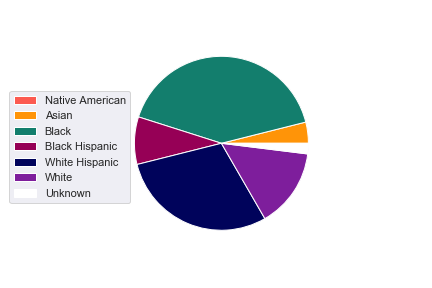 Native American
Asian
Black
Black Hispanic
White Hispanic
White
Unknown